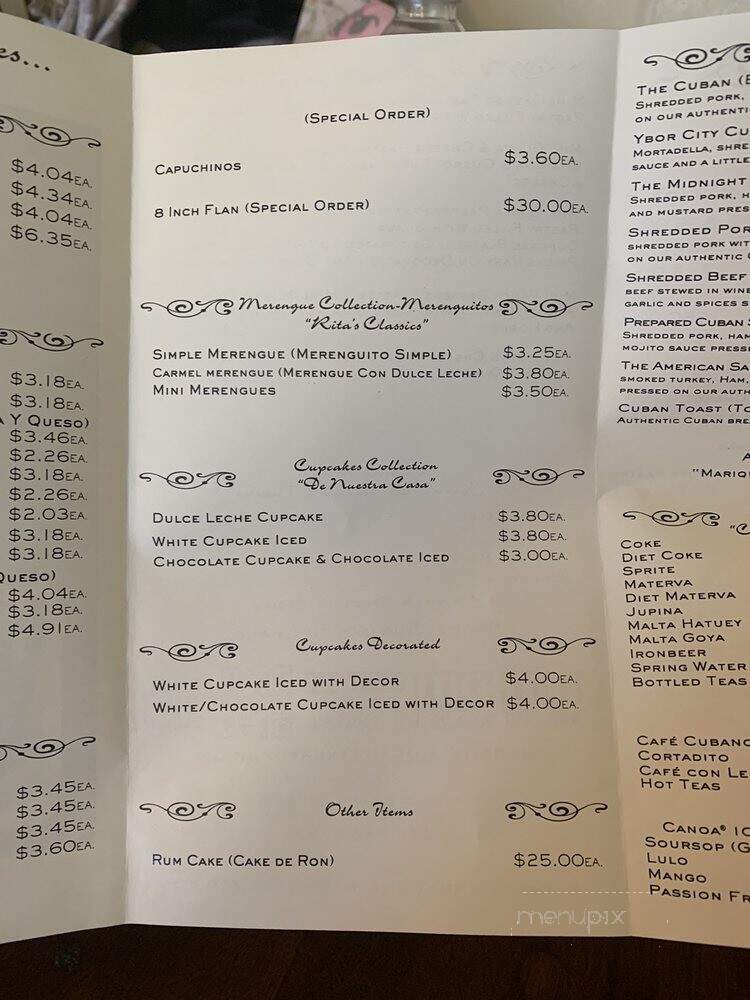 es...
$4.04EA.
$4.34EA.
$4.04EA.
$6.35EA.
$3.18EA.
$3.18EA.
A Y QUESO)
$3.46EA.
$2.26EA.
$3.18EA.
$2.26EA.
$2.03EA.
$3.18EA.
$3.18EA.
QUESO)
$4.04EA.
$3.18EA.
$4.91EA.
$3.45EA.
$3.45EA.
$3.45EA.
$3.60EA.
(SPECIAL ORDER)
CAPUCHINOS $3.60EA.
8 INCH FLAN (SPECIAL ORDER) $30.00EA.
Merengue Collection-Merenguitos
"Rita's Classics"
SIMPLE MERENGUE (MERENGUITO SIMPLE) $3.25EA.
CARMEL MERENGUE (MERENGUE CON DULCE LECHE) $3.80EA.
MINI MERENGUES $3.50EA.
Cupcakes Collection
"De Nuestra Casa"
DULCE LECHE CUPCAKE $3.80EA.
WHITE CUPCAKE ICED $3.80EA.
CHOCOLATE CUPCAKE & CHOCOLATE ICED $3.00EA.
Cupcakes Decorated
WHITE CUPCAKE ICED WITH DECOR $4.00EA.
WHITE/CHOCOLATE CUPCAKE ICED WITH DECOR $4.00EA.
Other Items
RUM CAKE (CAKE DE RON) $25.00EA.
THE CUBAN (
SHREDDED PORK,
ON OUR AUTHENTI
YBOR CITY CU
MORTADELLA, SHRE
SAUCE AND A LITTLE
THE MIDNIGHT
SHREDDED PORK, H
AND MUSTARD PRES
SHREDDED POR
SHREDDED PORK WIT
ON OUR AUTHENTIC
SHREDDED BEEF
BEEF STEWED IN WINE
GARLIC AND SPICES S
PREPARED CUBAN S
SHREDDED PORK, HAM
MOJITO SAUCE PRESSE
THE AMERICAN SA
SMOKED TURKEY, HAM,
PRESSED ON OUR AUTH
CUBAN TOAST (TO
AUTHENTIC CUBAN BRE
A
"MARIQ
"C
COKE
DIET COKE
SPRITE
MATERVA
DIET MATERVA
JUPINA
MALTA HATUEY
MALTA GOYA
IRONBEER
SPRING WATER
BOTTLED TEAS
CAFÉ CUBANO
CORTADITO
CAFÉ CON LE
HOT TEAS
CANOA® IC
SOURSOP (G
LULO
MANGO
PASSION FR
menupix